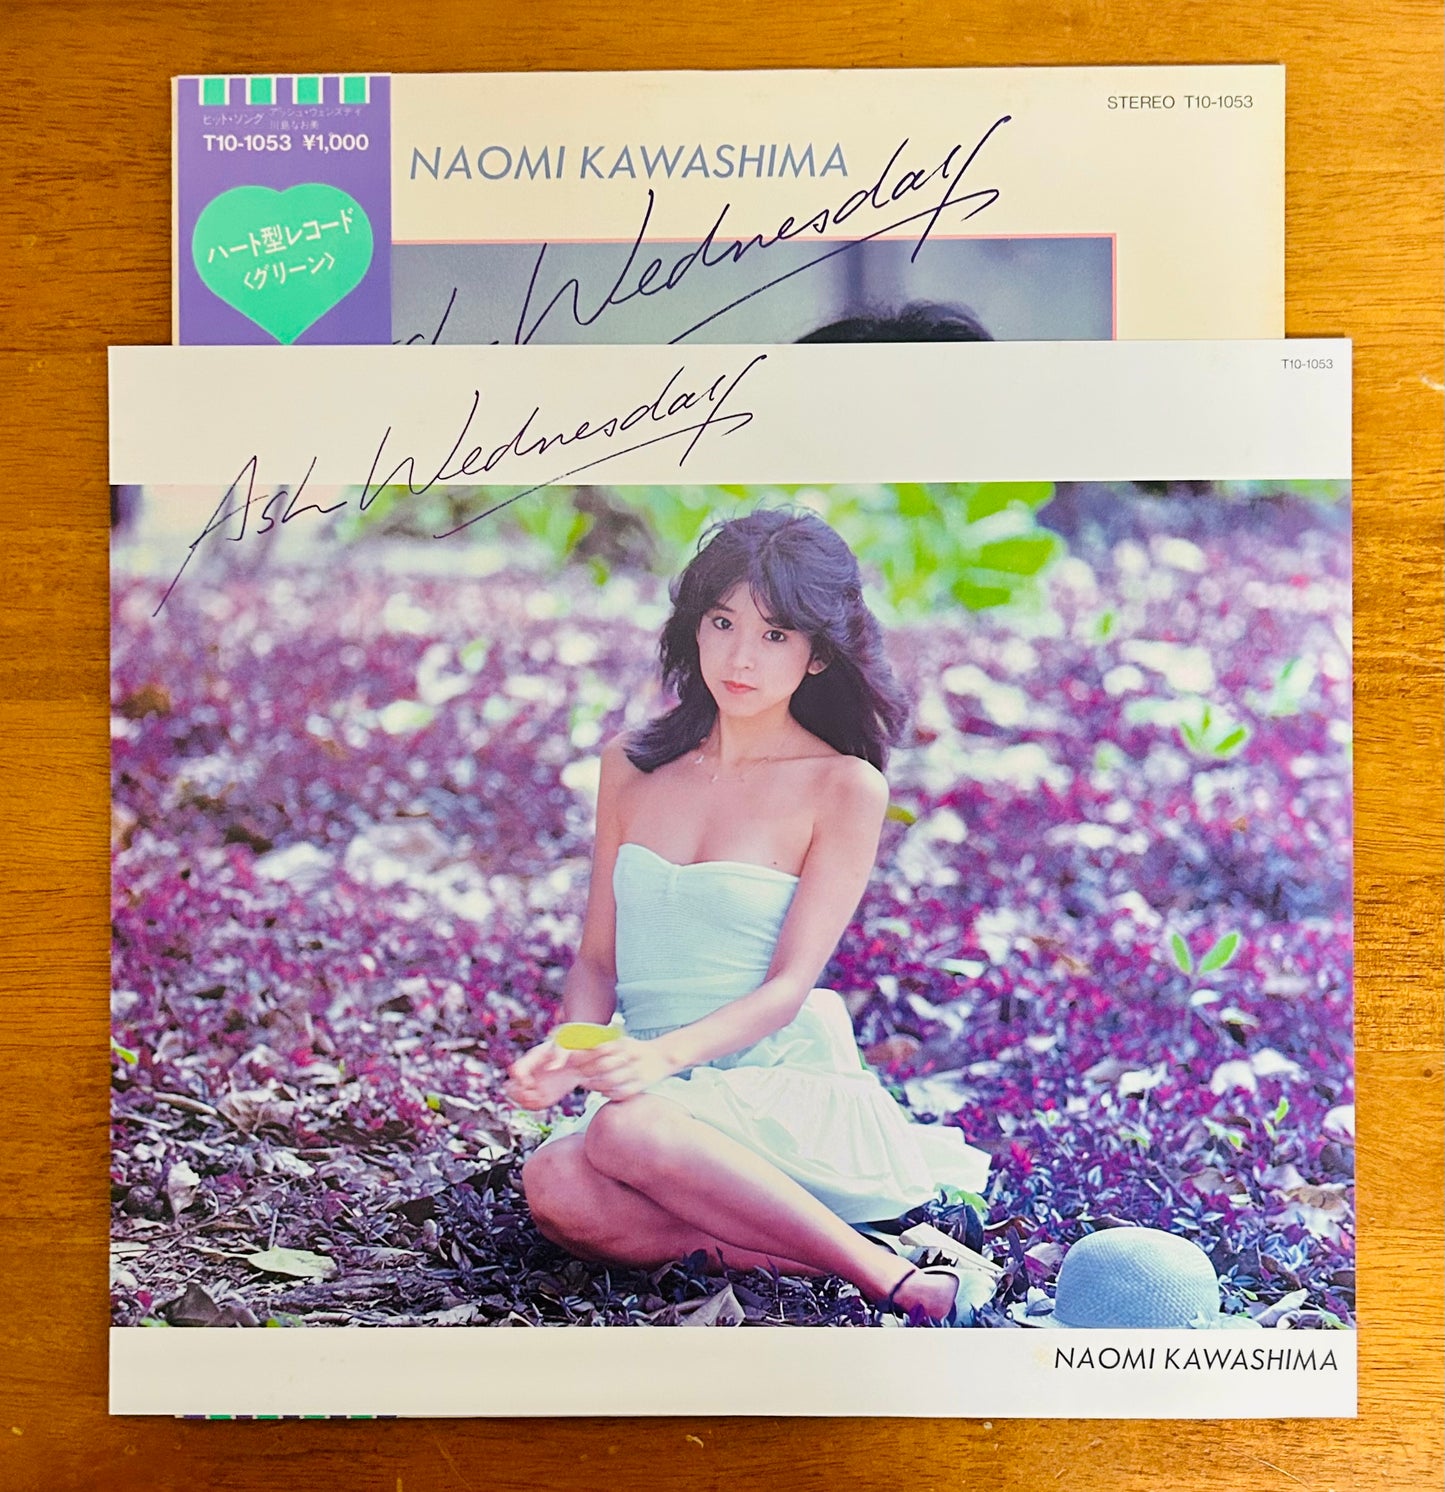 ヒット・ソング アッシュ・ウェンズデイ
川島なお美
T10-1053 ¥1,000
ハート型レコード
〈グリーン〉
STEREO T10-1053
NAOMI KAWASHIMA
Wednesday
T10-1053
Ash Wednesday
NAOMI KAWASHIMA